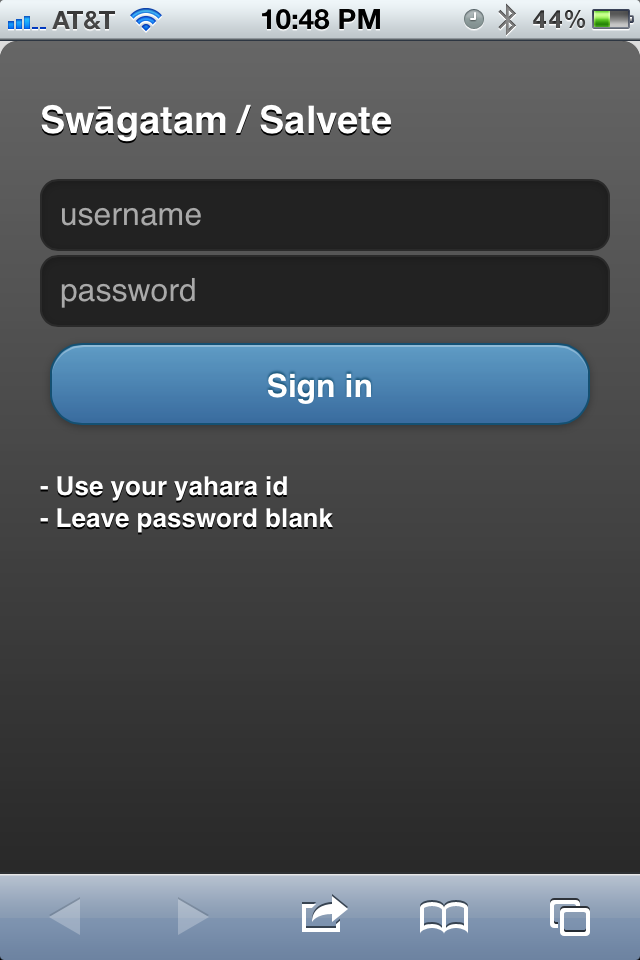 AT&T 10:48 PM 44%
Swāgatam / Salvete
username
password
Sign in
- Use your yahara id
- Leave password blank